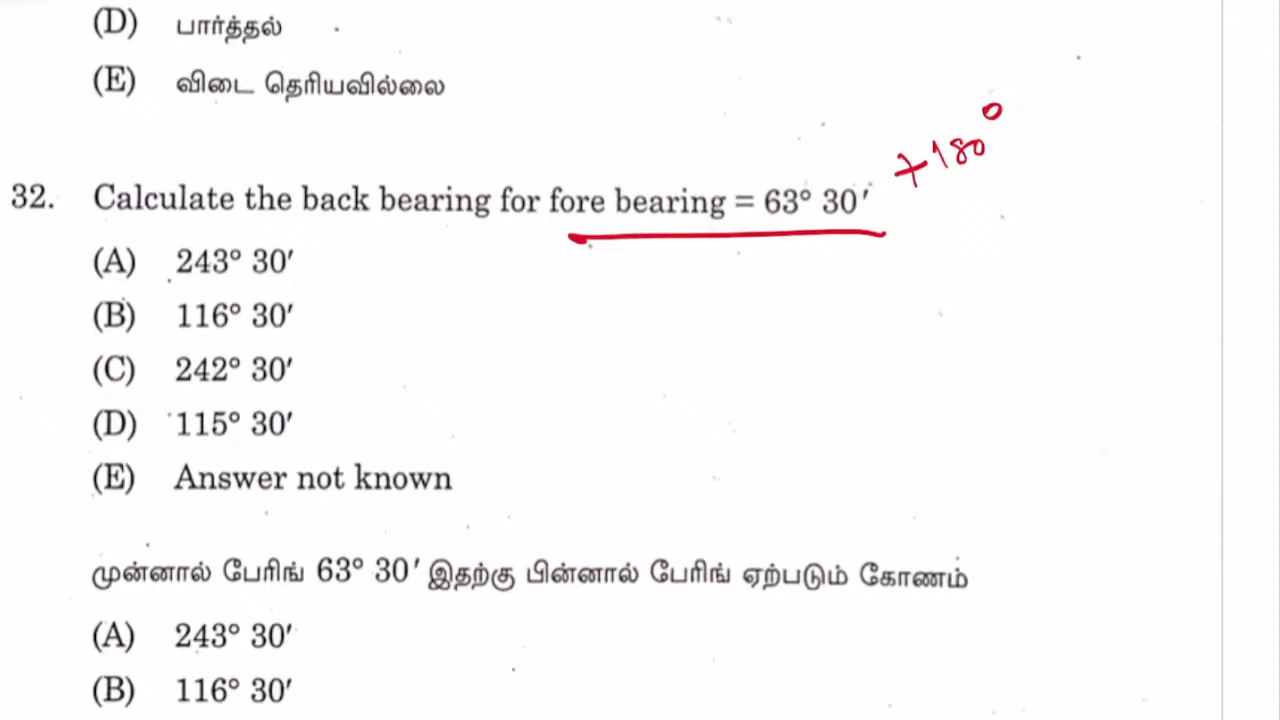 (D) பார்த்தல்
(E) விடை தெரியவில்லை
+180°
32. Calculate the back bearing for fore bearing = 63° 30′
(A) 243° 30′
(B) 116° 30′
(C) 242° 30′
(D) 115° 30′
(E) Answer not known
முன்னால் பேரிங் 63° 30′ இதற்கு பின்னால் பேரிங் ஏற்படும் கோணம்
(A) 243° 30′
(B) 116° 30′